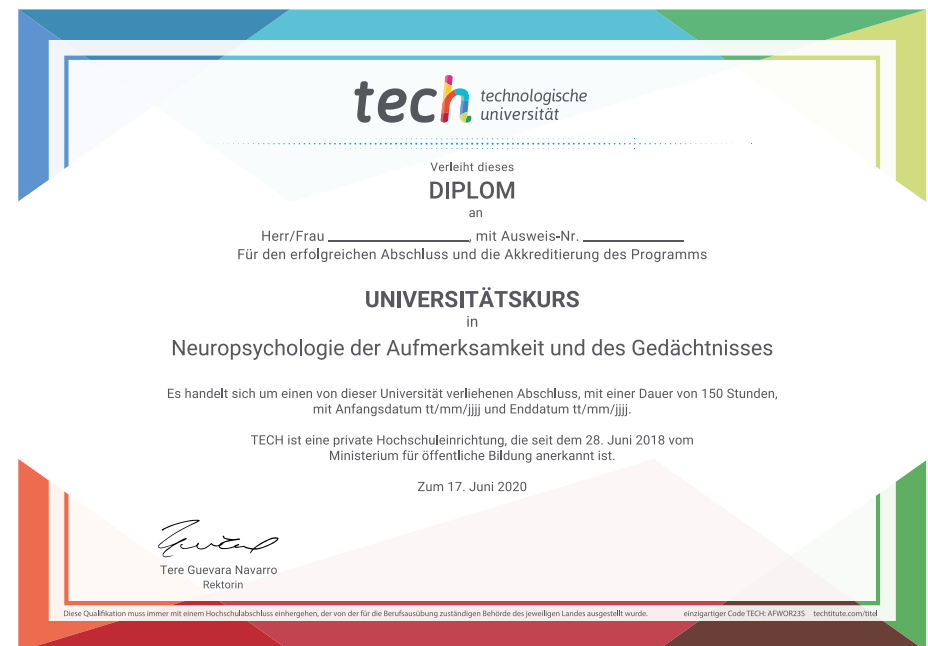 tech technologische
universität
Verleiht dieses
DIPLOM
an
Herr/Frau ____________________, mit Ausweis-Nr. ______________
Für den erfolgreichen Abschluss und die Akkreditierung des Programms
UNIVERSITÄTSKURS
in
Neuropsychologie der Aufmerksamkeit und des Gedächtnisses
Es handelt sich um einen von dieser Universität verliehenen Abschluss, mit einer Dauer von 150 Stunden,
mit Anfangsdatum tt/mm/jjjj und Enddatum tt/mm/jjjj.
TECH ist eine private Hochschuleinrichtung, die seit dem 28. Juni 2018 vom
Ministerium für öffentliche Bildung anerkannt ist.
Zum 17. Juni 2020
Tere Guevara Navarro
Rektorin
Diese Qualifikation muss immer mit einem Hochschulabschluss einhergehen, der von der für die Berufsausübung zuständigen Behörde des jeweiligen Landes ausgestellt wurde. einzigartiger Code TECH: AFWOR23S techtitute.com/titel